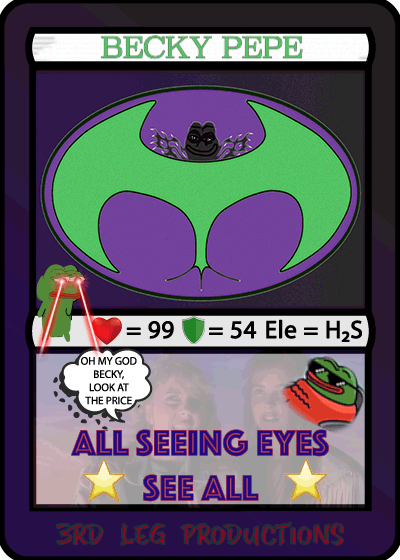 BECKY PEPE
= 99 = 54 Ele = H₂S
OH MY GOD
BECKY,
LOOK AT
THE PRICE
ALL SEEING EYES
SEE ALL
3RD LEG PRODUCTIONS